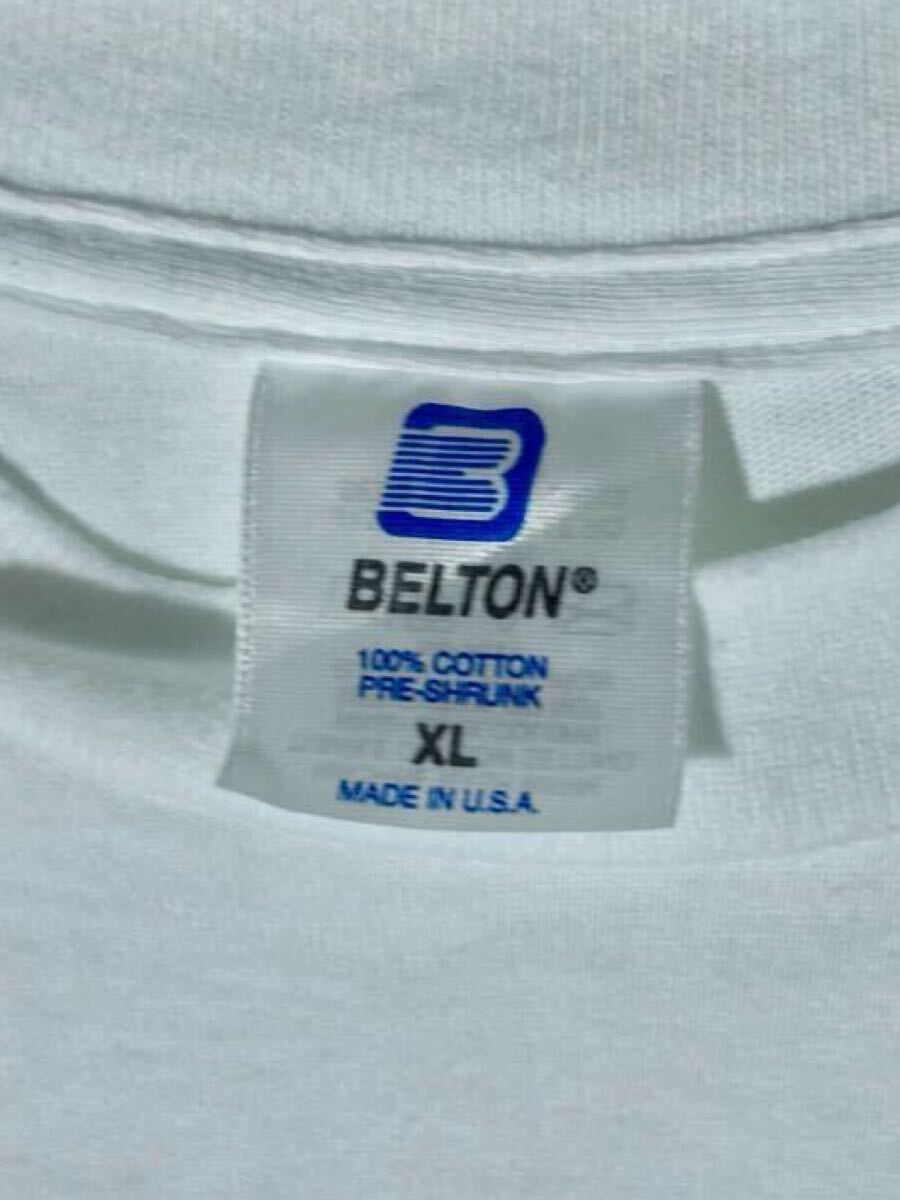 BELTON®
100% COTTON
PRE-SHRUNK
XL
MADE IN U.S.A.